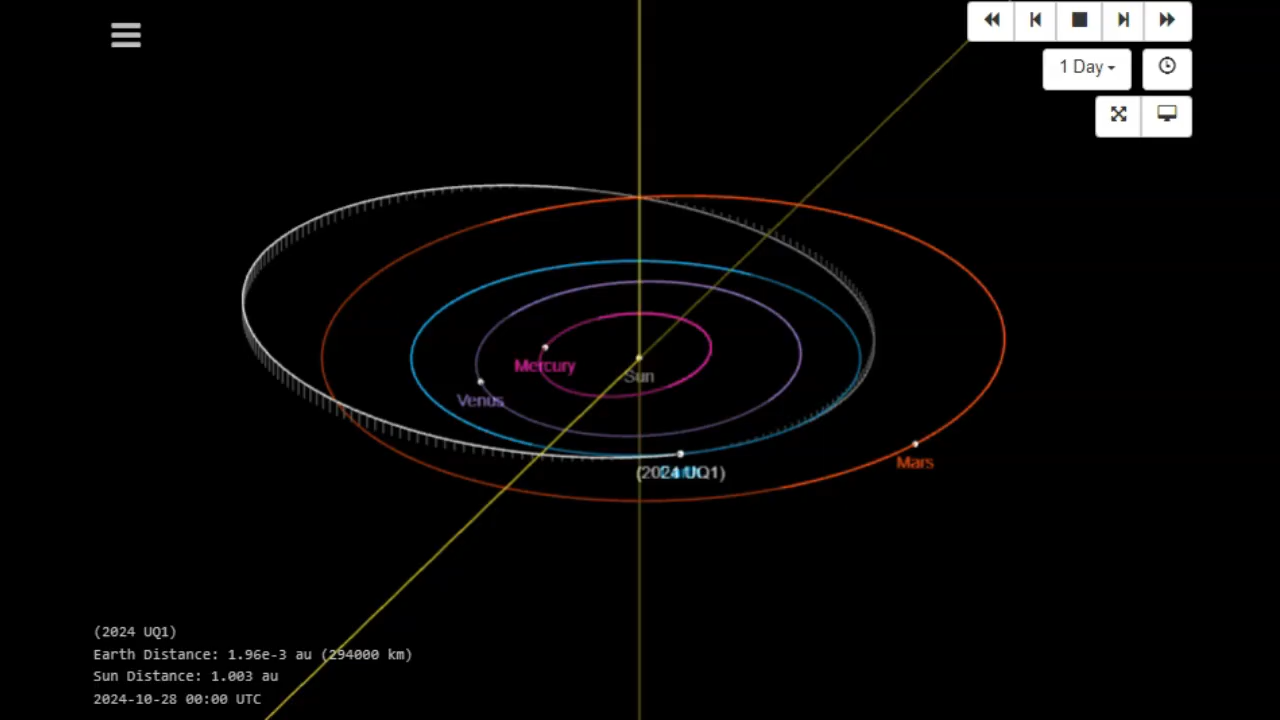 1 Day
Mercury
Sun
Venus
(2024 UQ1)
Mars
(2024 UQ1)
Earth Distance: 1.96e-3 au (294000 km)
Sun Distance: 1.003 au
2024-10-28 00:00 UTC